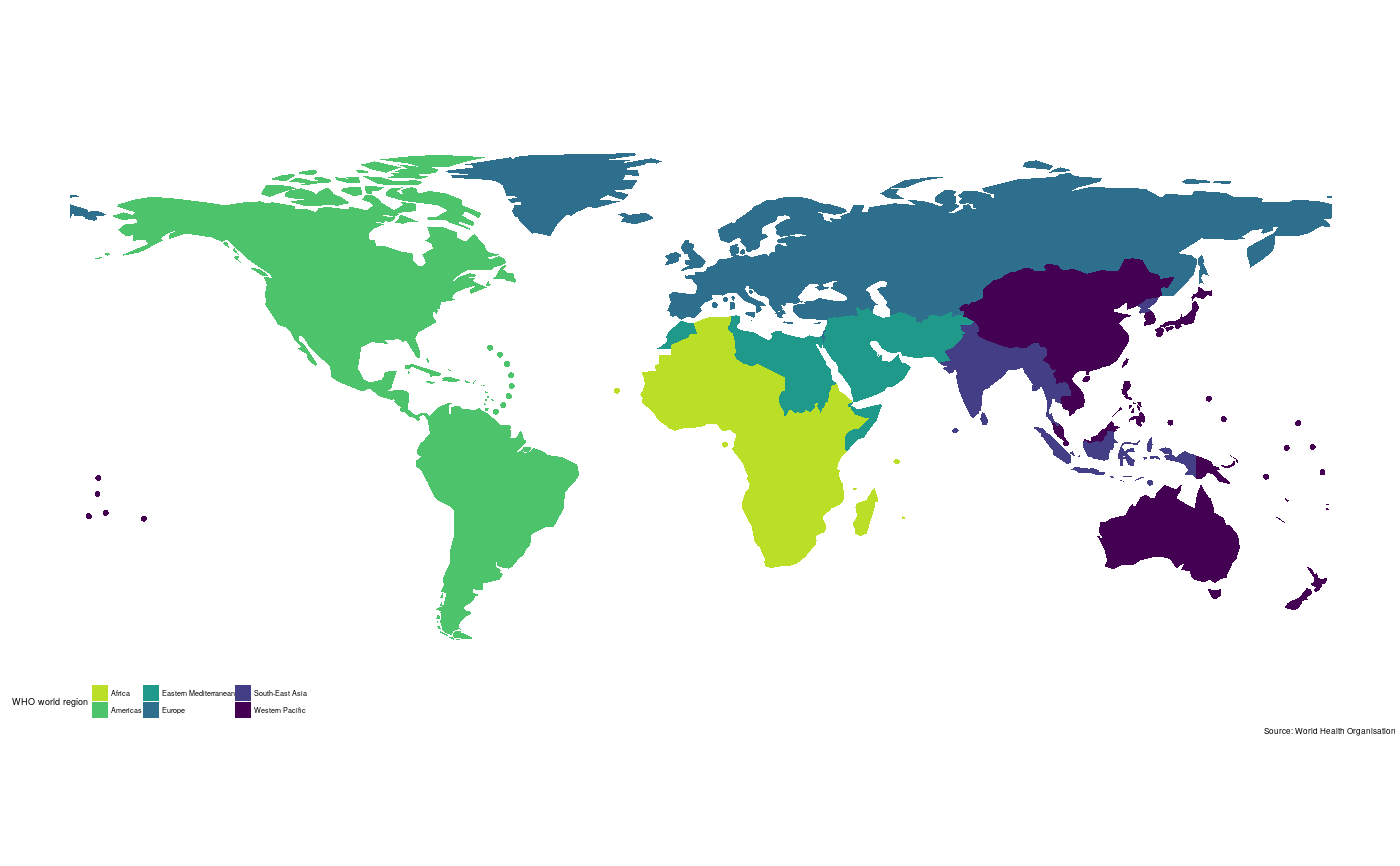 WHO world region
Africa
Eastern Mediterranean
South-East Asia
Americas
Europe
Western Pacific
Source: World Health Organisation